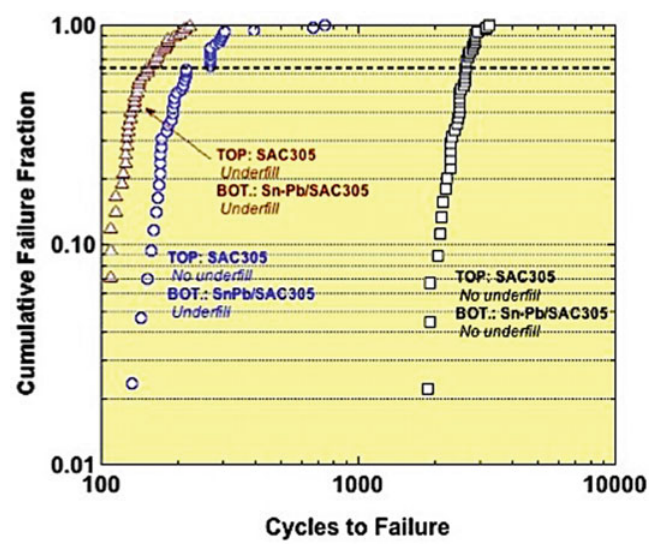 1.00
0.10
0.01
100
1000
10000
Cumulative Failure Fraction
Cycles to Failure
TOP: SAC305
Underfill
BOT.: Sn-Pb/SAC305
Underfill
TOP: SAC305
No underfill
BOT.: SnPb/SAC305
Underfill
TOP: SAC305
No underfill
BOT.: Sn-Pb/SAC305
No underfill